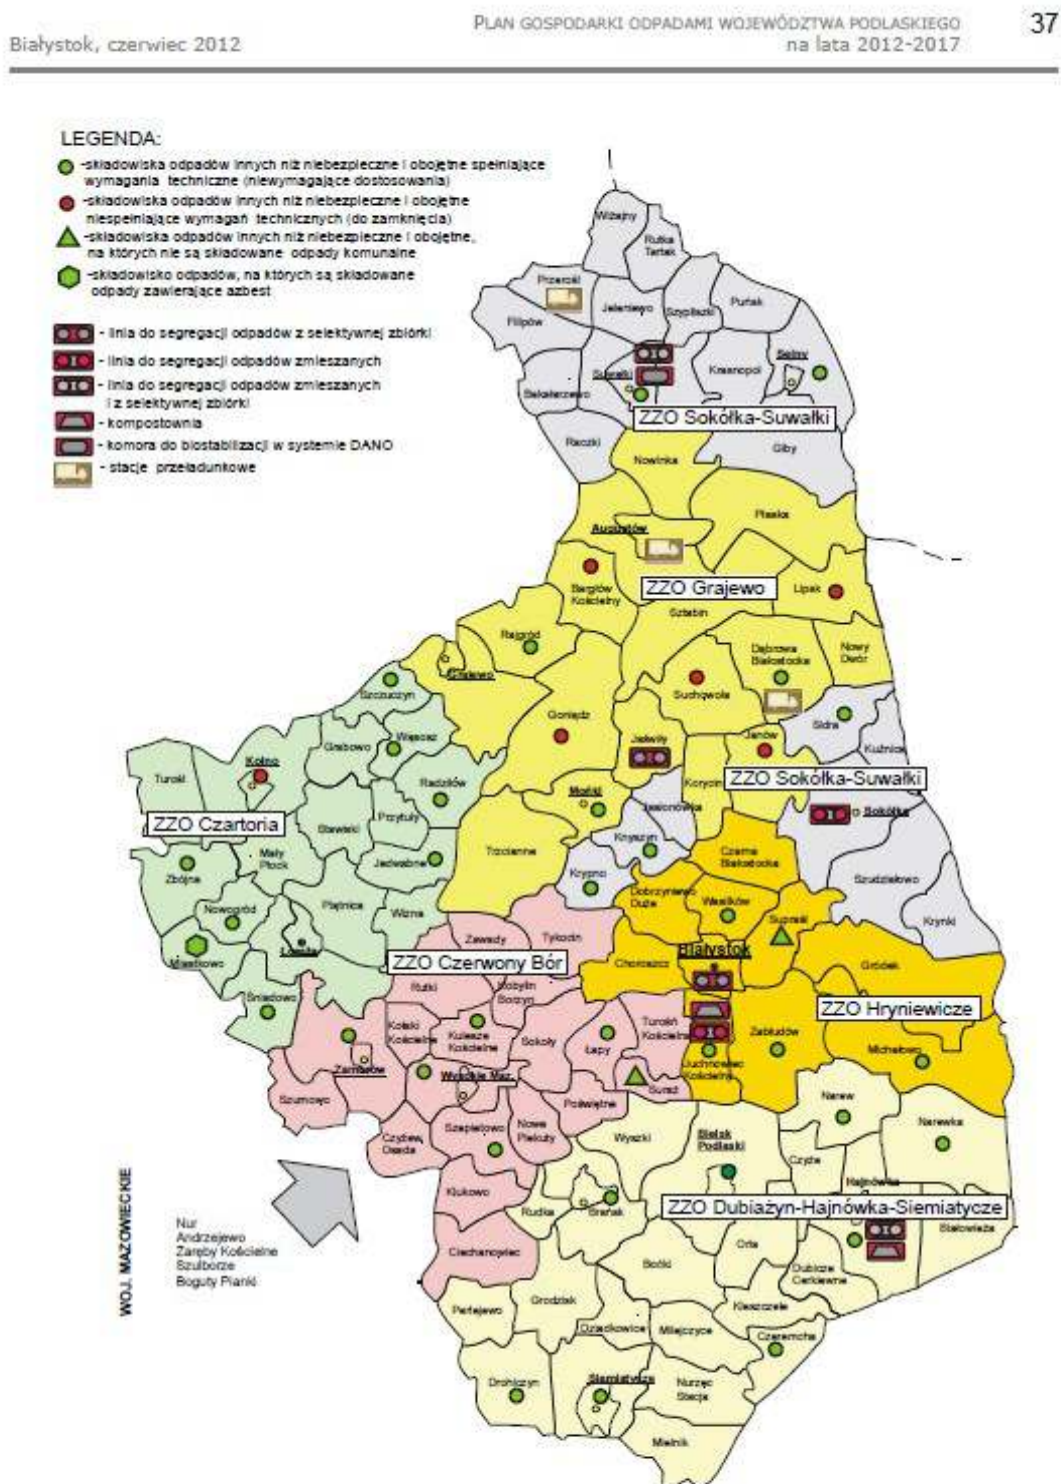 PLAN GOSPODARKI ODPADAMI WOJEWÓDZTWA PODLASKIEGO
37
Białystok, czerwiec 2012
na lata 2012-2017
LEGENDA:
-składowiska odpadów innych niż niebezpieczne i obojętne spełniające
wymagania techniczne (niewymagające dostosowania)
-składowiska odpadów innych niż niebezpieczne i obojętne
niespełniające wymagań technicznych (do zamknięcia)
-składowiska odpadów innych niż niebezpieczne i obojętne,
na których nie są składowane odpady komunalne
-składowisko odpadów, na których są składowane
odpady zawierające azbest
- linia do segregacji odpadów z selektywnej zbiórki
- linia do segregacji odpadów zmieszanych
- linia do segregacji odpadów zmieszanych
i z selektywnej zbiórki
- kompostownia
- komora do biostabilizacji w systemie DANO
- stacje przeładunkowe
Wiżajny
Rutka
Tartak
Przerośl
Jeleniewo
Szypliszki
Puńsk
Filipów
Suwałki
Krasnopol
Sejny
Bakałarzewo
ZZO Sokółka-Suwałki
Raczki
Giby
Nowinka
Płaska
Augustów
Bargłów
Kościelny
ZZO Grajewo
Lipsk
Sztabin
Rajgród
Dąbrowa
Białostocka
Nowy
Dwór
Grajewo
Szczuczyn
Suchowola
Goniądz
Sidra
Kuźnica
Grabowo
Wąsosz
Jaświły
Janów
Turośl
Kolno
Radziłów
Korycin
ZZO Sokółka-Suwałki
Mońki
Jasionówka
Sokółka
ZZO Czartoria
Stawiski
Przytuły
Knyszyn
Mały
Płock
Jedwabne
Trzcianne
Czarna
Białostocka
Zbójna
Krypno
Szudziałowo
Dobrzyniewo
Duże
Wasilków
Nowogród
Piątnica
Wizna
Supraśl
Krynki
Miastkowo
Łomża
Zawady
Tykocin
Białystok
Choroszcz
ZZO Czerwony Bór
Gródek
Rutki
Kobylin
Borzym
Śniadowo
ZZO Hryniewicze
Kołaki
Kościelne
Kulesze
Kościelne
Sokoły
Łapy
Turośń
Kościelna
Zabłudów
Michałowo
Zambrów
Wysokie Maz.
Juchnowiec
Kościelny
Szumowo
Suraż
Poświętne
Narew
Narewka
Czyżew
Osada
Szepietowo
Nowe
Piekuty
Wyszki
Bielsk
Podlaski
Czyże
Hajnówka
Klukowo
Rudka
Brańsk
ZZO Dubiażyn-Hajnówka-Siemiatycze
Białowieża
WOJ. MAZOWIECKIE
Nur
Andrzejewo
Zaręby Kościelne
Szulborze
Boguty Pianki
Ciechanowiec
Orla
Boćki
Dubicze
Cerkiewne
Perlejewo
Grodzisk
Kleszczele
Dziadkowice
Milejczyce
Czeremcha
Drohiczyn
Siemiatycze
Nurzec
Stacja
Mielnik